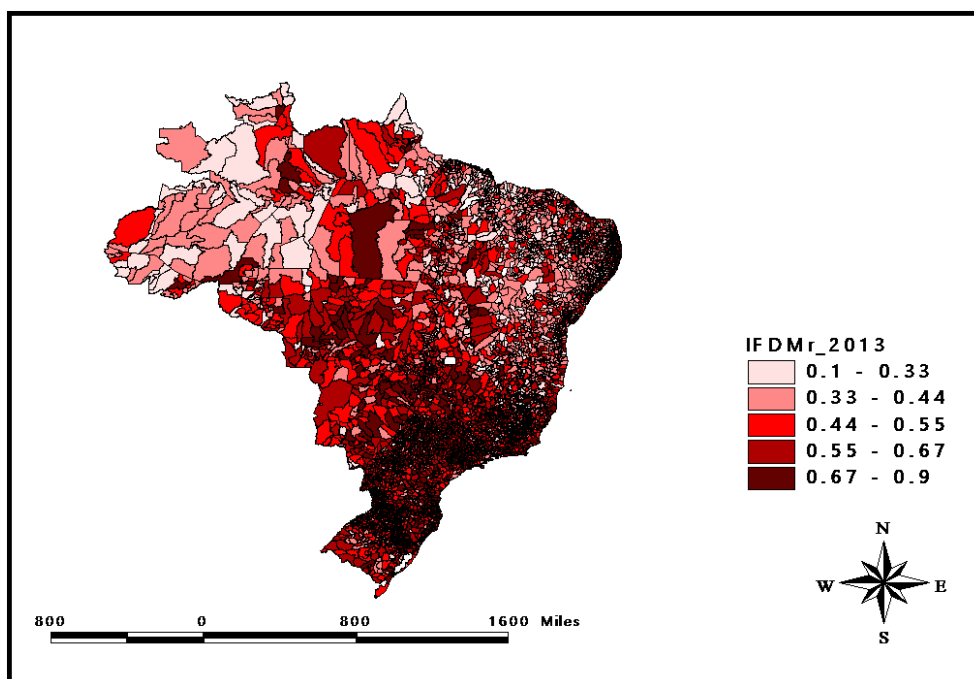 IFDMr_2013
0.1 - 0.33
0.33 - 0.44
0.44 - 0.55
0.55 - 0.67
0.67 - 0.9
N
W E
S
800 0 800 1600 Miles